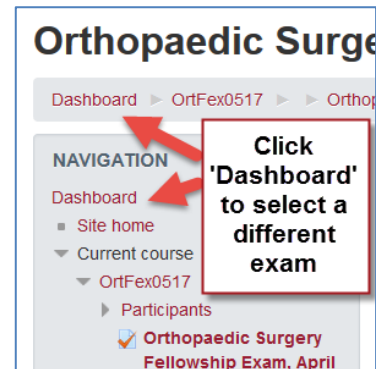 Orthopaedic Surge
Dashboard OrtFex0517 Orthop
NAVIGATION
Dashboard
Site home
Current course
OrtFex0517
Participants
Orthopaedic Surgery
Fellowship Exam, April
Click
'Dashboard'
to select a
different
exam